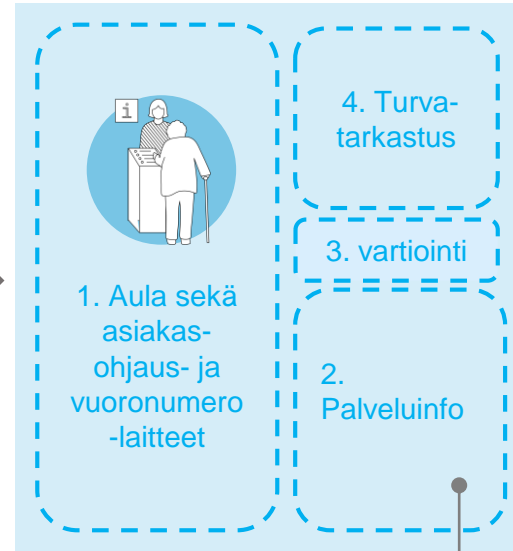 i
1. Aula sekä
asiakas-
ohjaus- ja
vuoronumero
-laitteet
4. Turva-
tarkastus
3. vartiointi
2.
Palveluinfo